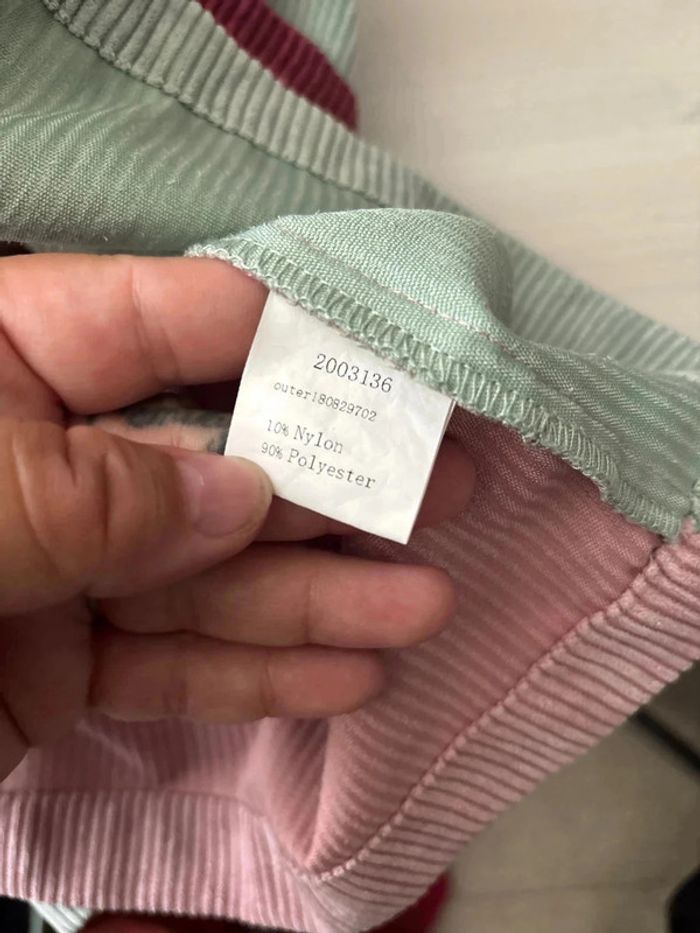 2003136
outer180829702
10% Nylon
90% Polyester